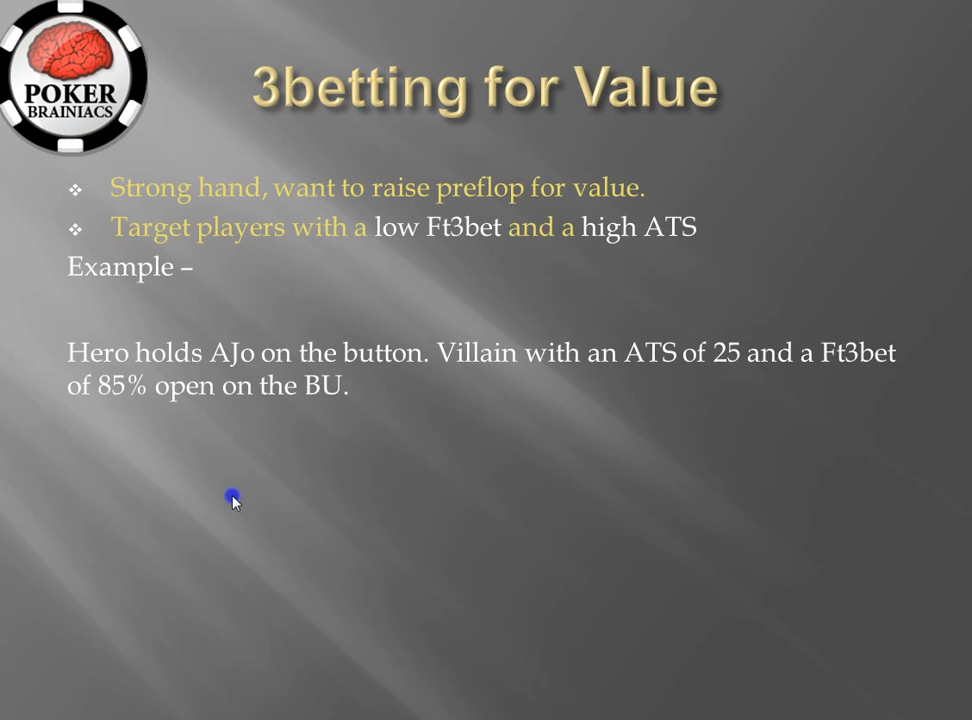 POKER
BRAINIACS
3betting for Value
Strong hand, want to raise preflop for value.
Target players with a low Ft3bet and a high ATS
Example –
Hero holds AJo on the button. Villain with an ATS of 25 and a Ft3bet
of 85% open on the BU.